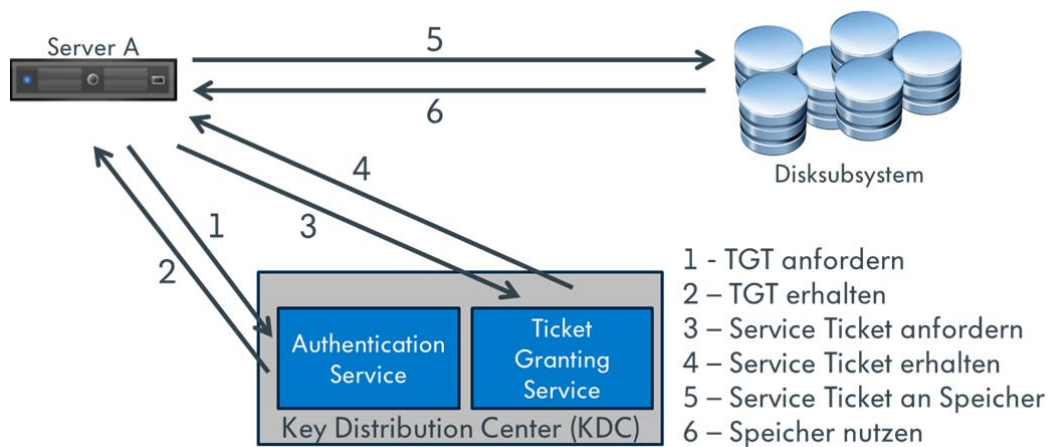 Server A
5
6
4
3
1
2
Disksubsystem
Authentication
Service
Ticket
Granting
Service
Key Distribution Center (KDC)
1 - TGT anfordern
2 – TGT erhalten
3 – Service Ticket anfordern
4 – Service Ticket erhalten
5 – Service Ticket an Speicher
6 – Speicher nutzen